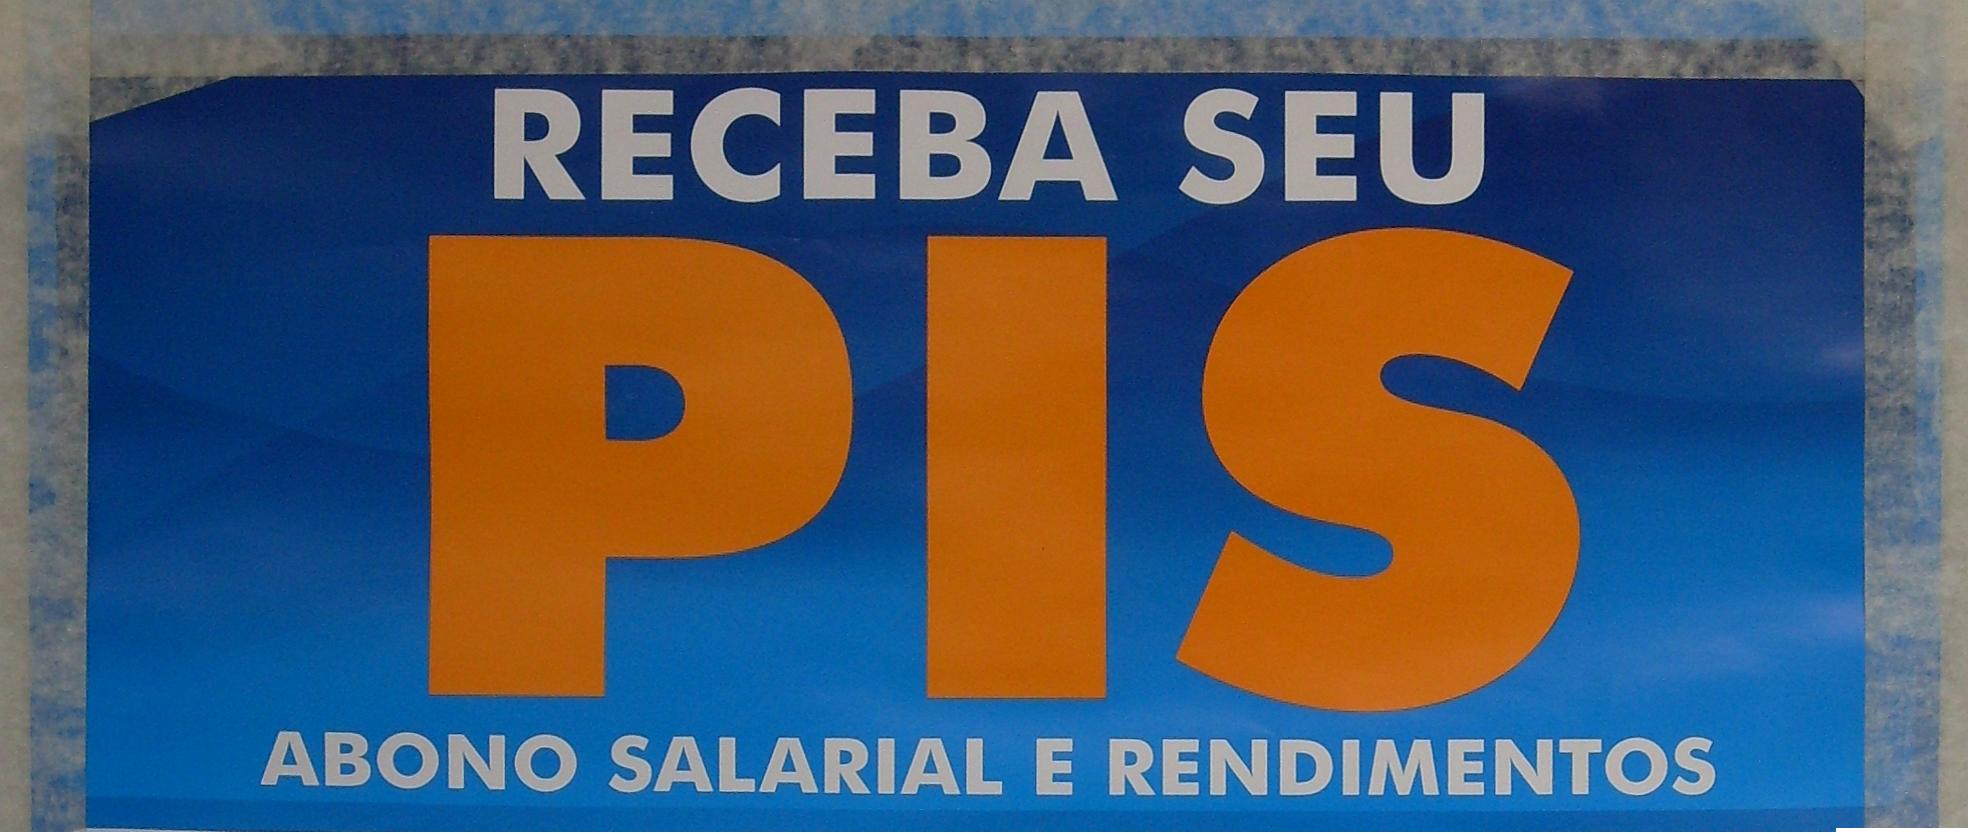 RECEBA SEU
PIS
ABONO SALARIAL E RENDIMENTOS